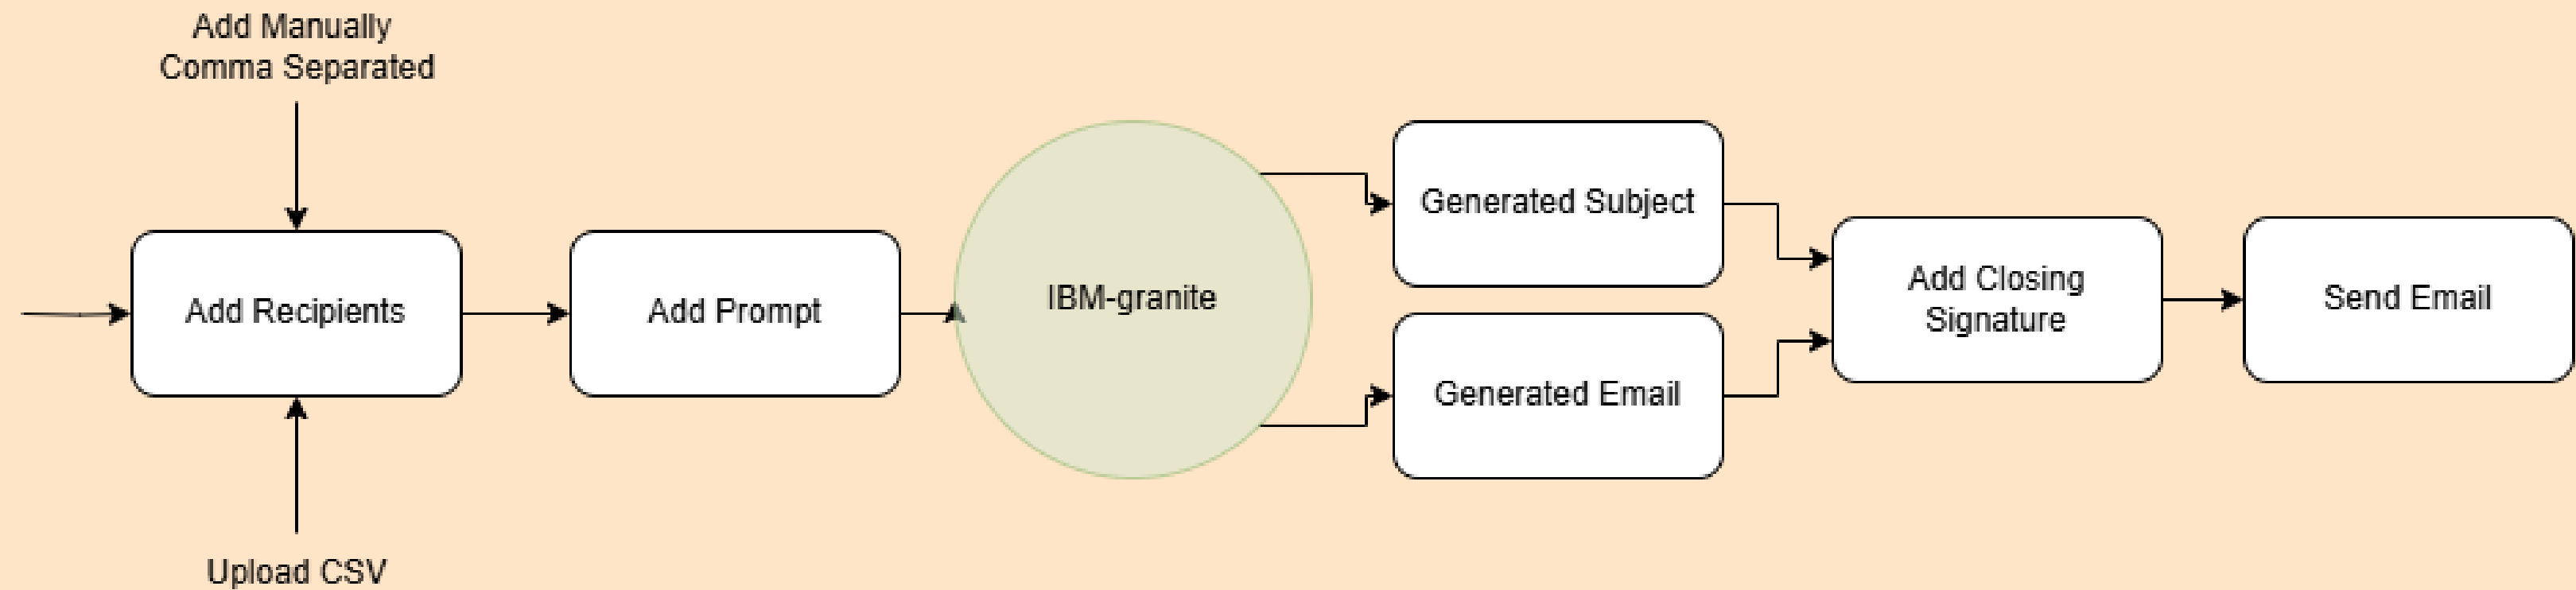 Add Manually
Comma Separated
Add Recipients
Upload CSV
Add Prompt
IBM-granite
Generated Subject
Generated Email
Add Closing
Signature
Send Email